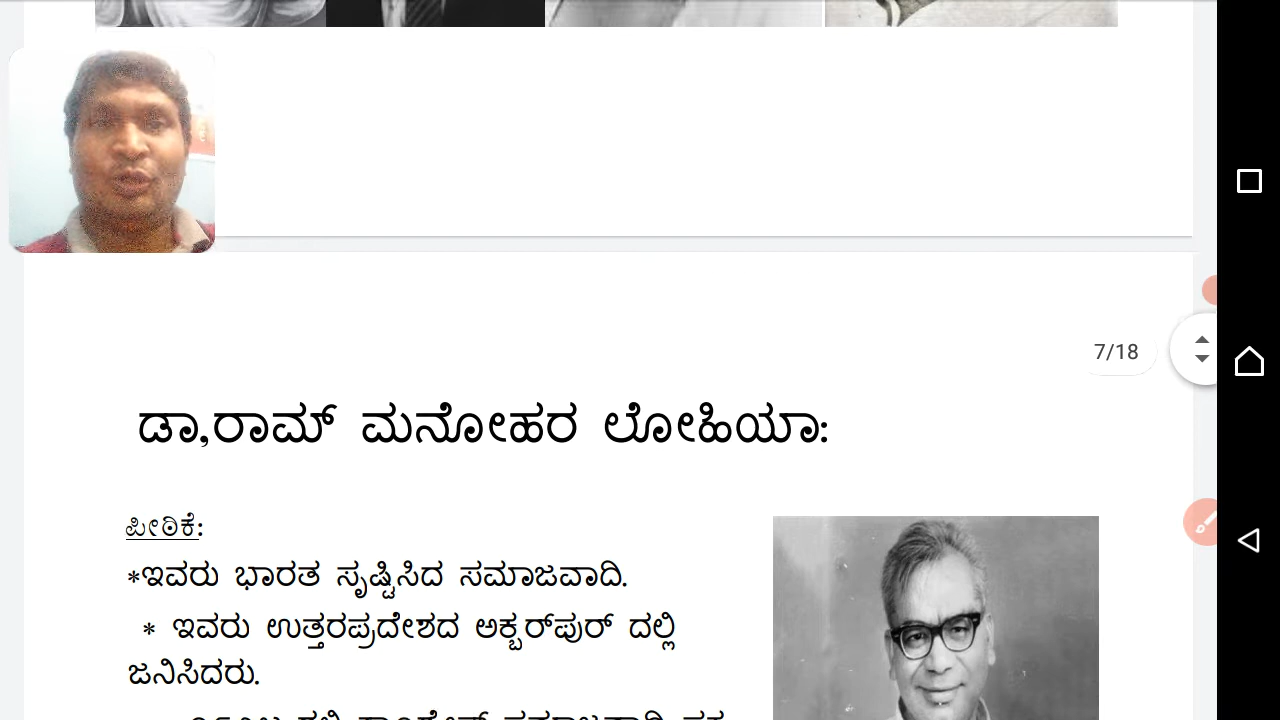 7/18
ಡಾ,ರಾಮ್ ಮನೋಹರ ಲೋಹಿಯಾ:
ಪೀಠಿಕೆ:
*ಇವರು ಭಾರತ ಸೃಷ್ಟಿಸಿದ ಸಮಾಜವಾದಿ.
* ಇವರು ಉತ್ತರಪ್ರದೇಶದ ಅಕ್ಬರ್‌ಪುರ್ ದಲ್ಲಿ
ಜನಿಸಿದರು.